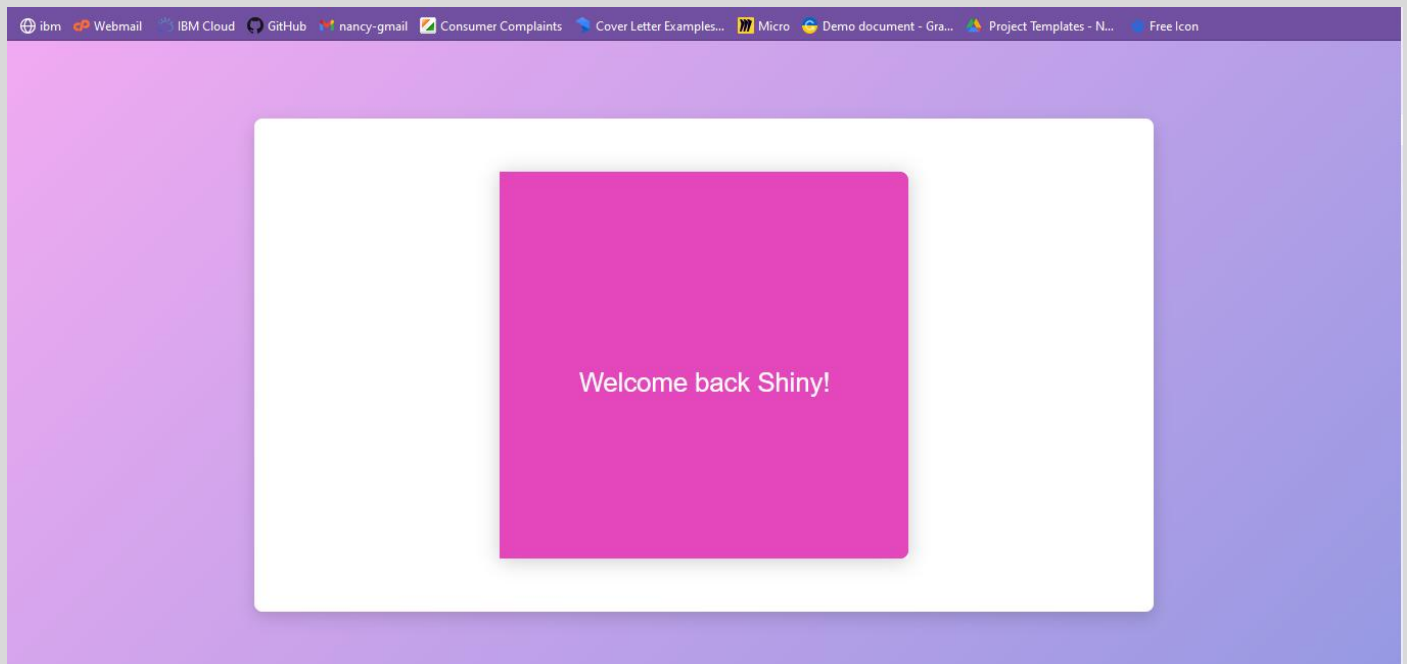 ibm Webmail IBM Cloud GitHub nancy-gmail Consumer Complaints Cover Letter Examples... Micro Demo document - Gra... Project Templates - N... Free Icon
Welcome back Shiny!